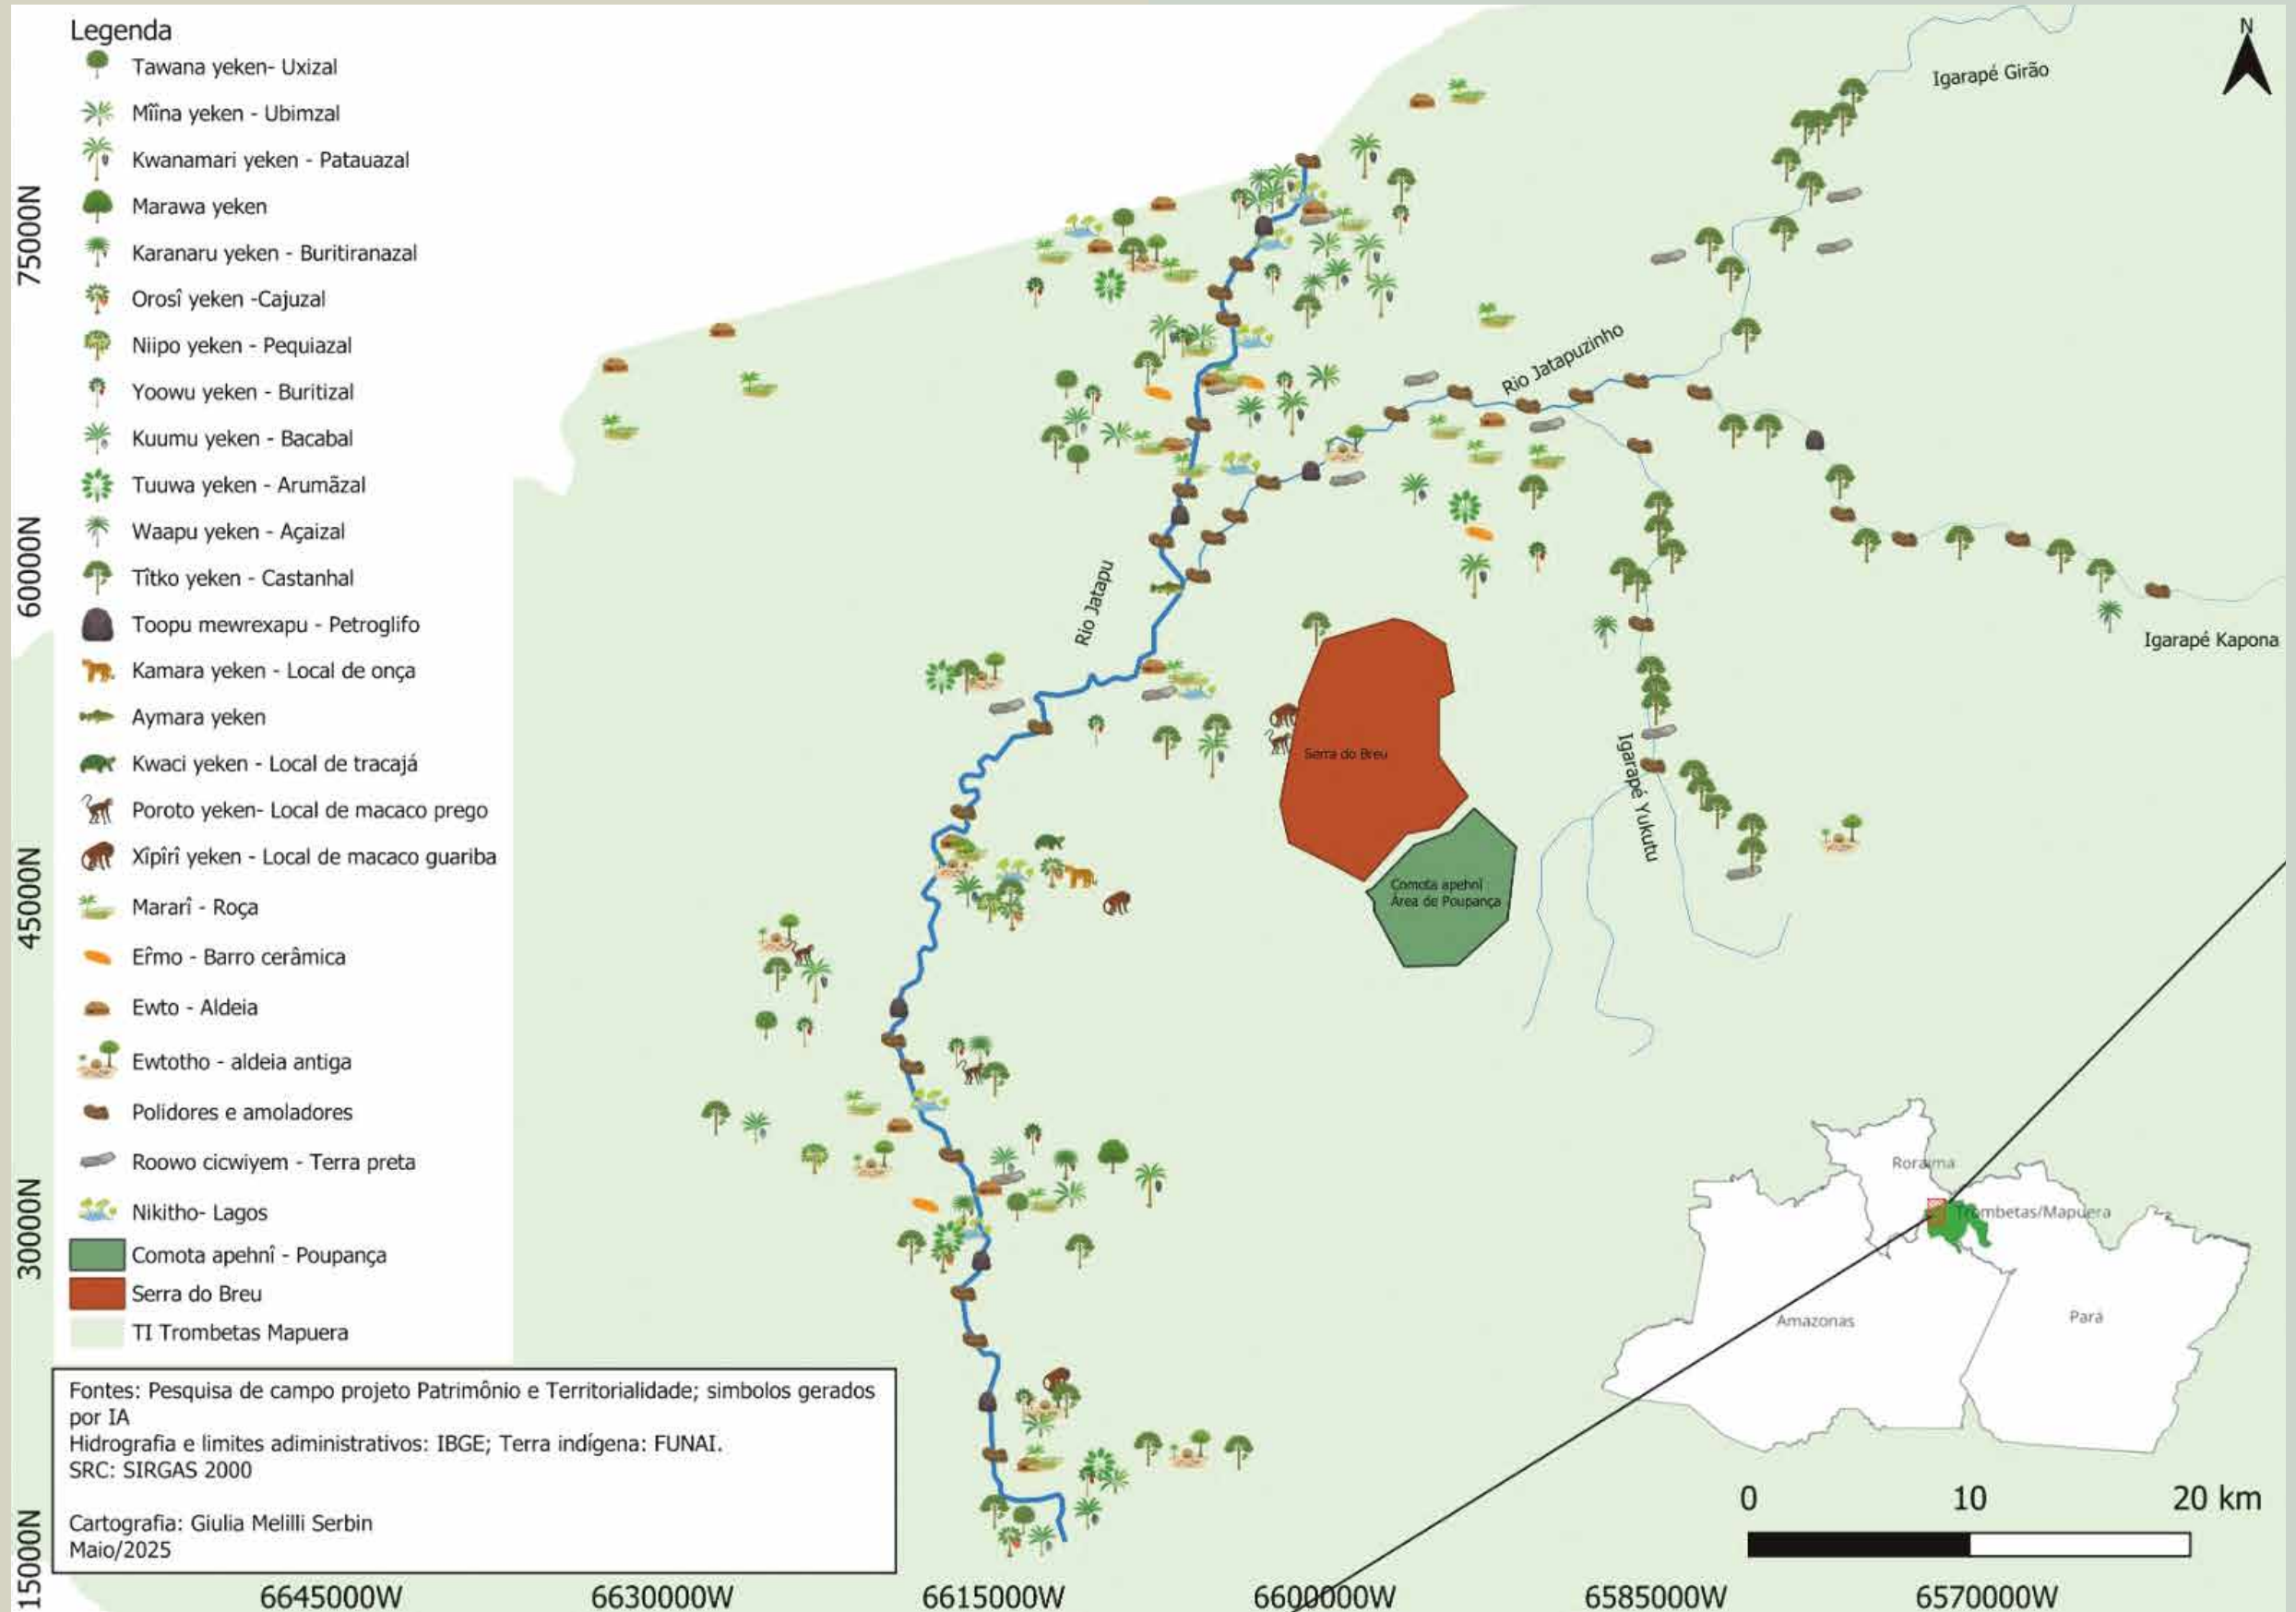 Legenda
Tawana yeken- Uxizal
Mîîna yeken - Ubimzal
Kwanamari yeken - Patauazal
Marawa yeken
Karanaru yeken - Buritiranazal
Orosî yeken -Cajuzal
Niipo yeken - Pequiazal
Yoowu yeken - Buritizal
Kuumu yeken - Bacabal
Tuuwa yeken - Arumãzal
Waapu yeken - Açaizal
Tîtko yeken - Castanhal
Toopu mewrexapu - Petroglifo
Kamara yeken - Local de onça
Aymara yeken
Kwaci yeken - Local de tracajá
Poroto yeken- Local de macaco prego
Xîpîrî yeken - Local de macaco guariba
Mararî - Roça
Eřmo - Barro cerâmica
Ewto - Aldeia
Ewtotho - aldeia antiga
Polidores e amoladores
Roowo cicwiyem - Terra preta
Nikitho- Lagos
Comota apehnî - Poupança
Serra do Breu
TI Trombetas Mapuera
Fontes: Pesquisa de campo projeto Patrimônio e Territorialidade; simbolos gerados
por IA
Hidrografia e limites adiministrativos: IBGE; Terra indígena: FUNAI.
SRC: SIRGAS 2000
Cartografia: Giulia Melilli Serbin
Maio/2025
75000N
60000N
45000N
30000N
15000N
6645000W
6630000W
6615000W
6600000W
6585000W
6570000W
N
Igarapé Girão
Rio Jatapuzinho
Rio Jatapu
Igarapé Kapona
Igarapé Yukutu
Serra do Breu
Comota apehnî
Área de Poupança
Roraima
Trombetas/Mapuera
Amazonas
Pará
0 10 20 km